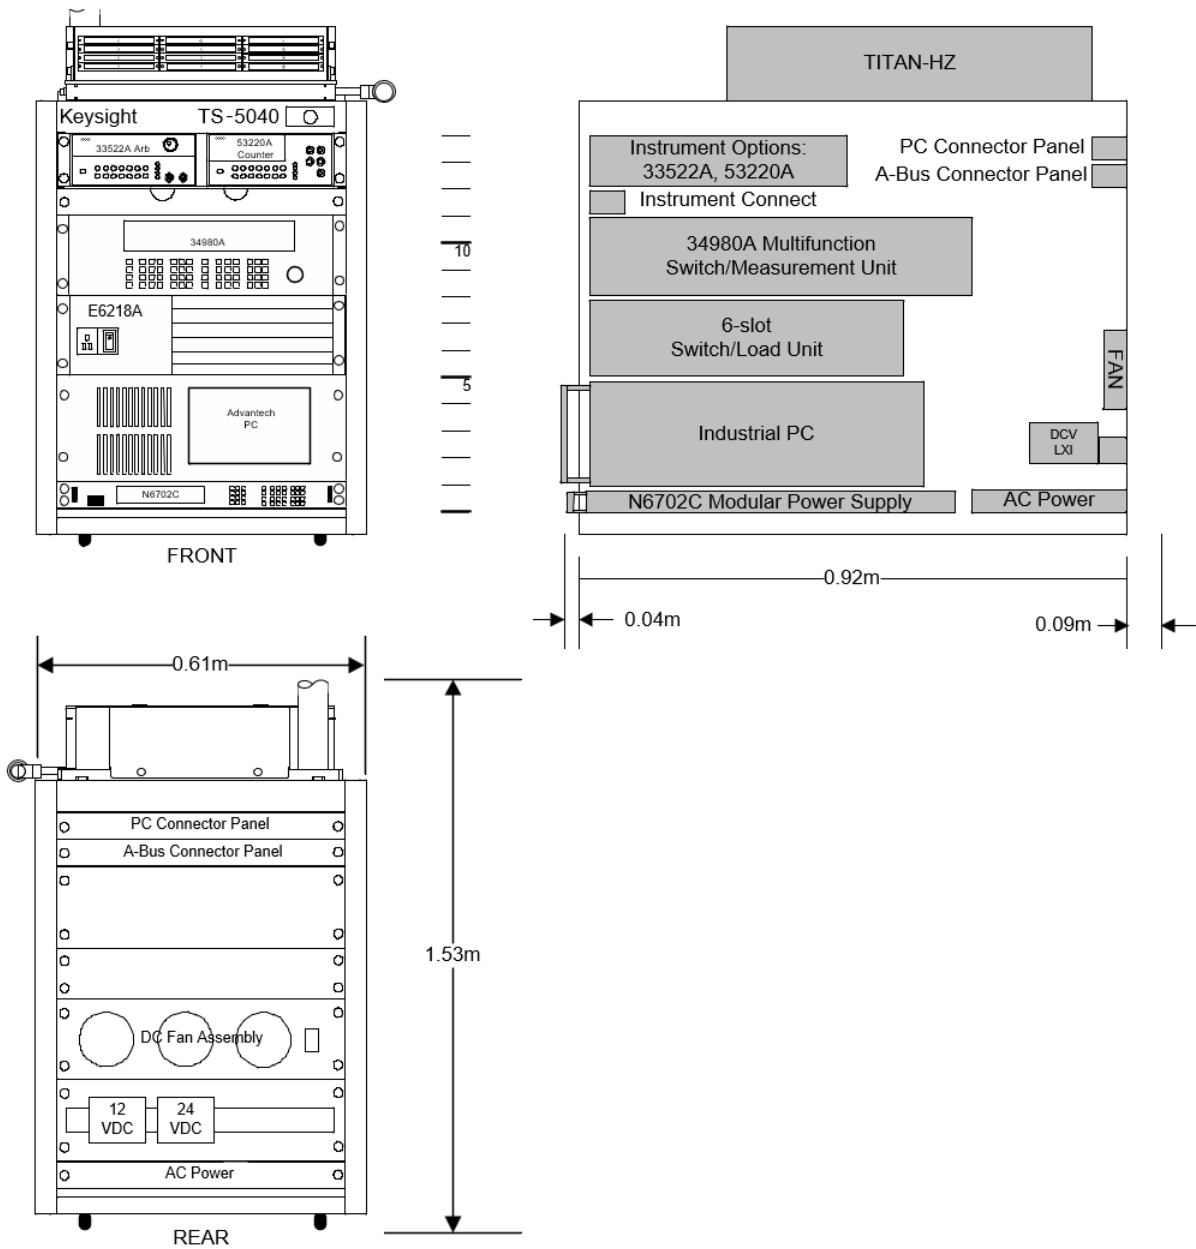 Keysight TS-5040
33522A Arb
53220A
Counter
34980A
E6218A
Advantech
PC
N6702C
FRONT
10
5
TITAN-HZ
Instrument Options:
33522A, 53220A
PC Connector Panel
A-Bus Connector Panel
Instrument Connect
34980A Multifunction
Switch/Measurement Unit
6-slot
Switch/Load Unit
FAN
Industrial PC
DCV
LXI
N6702C Modular Power Supply
AC Power
0.92m
0.04m
0.09m
0.61m
1.53m
PC Connector Panel
A-Bus Connector Panel
DC Fan Assembly
12
VDC
24
VDC
AC Power
REAR